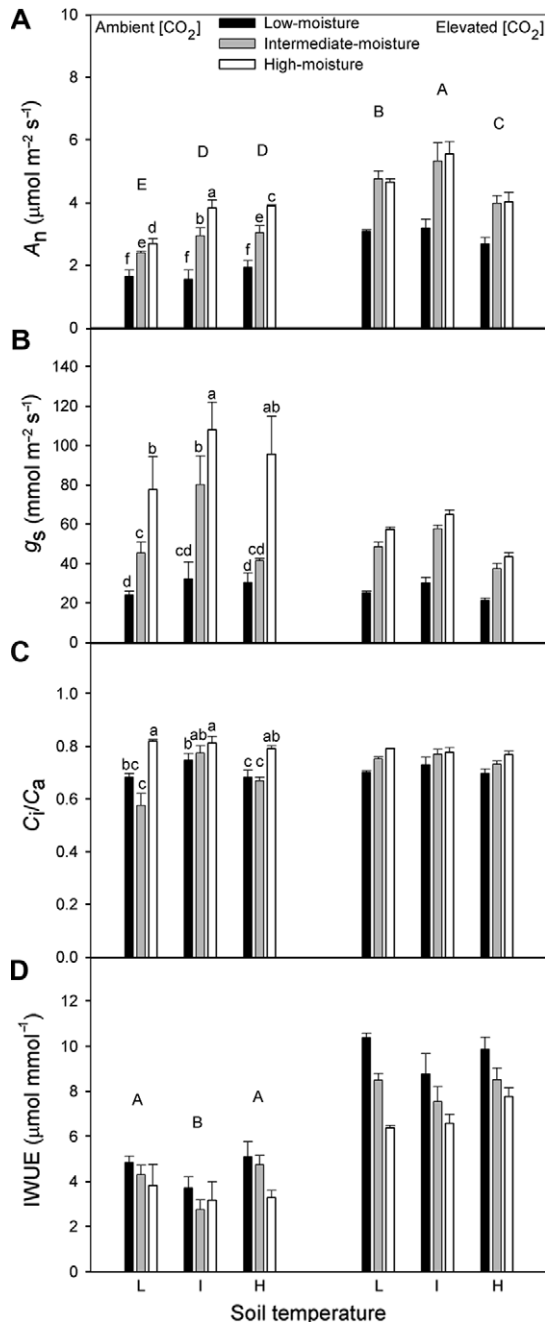 A
Ambient [CO₂]
Low-moisture
Intermediate-moisture
High-moisture
Elevated [CO₂]
Aₙ (μmol m⁻² s⁻¹)
10
8
6
4
2
0
E
D
D
B
A
C
f e d
f b a
f e c
B
gₛ (mmol m⁻² s⁻¹)
140
120
100
80
60
40
20
0
d c b
cd b a
d cd ab
C
Cᵢ/Cₐ
1.0
0.8
0.6
0.4
0.2
0.0
bc c a
b ab a
c c ab
D
IWUE (μmol mmol⁻¹)
12
10
8
6
4
2
0
A
B
A
L I H L I H
Soil temperature